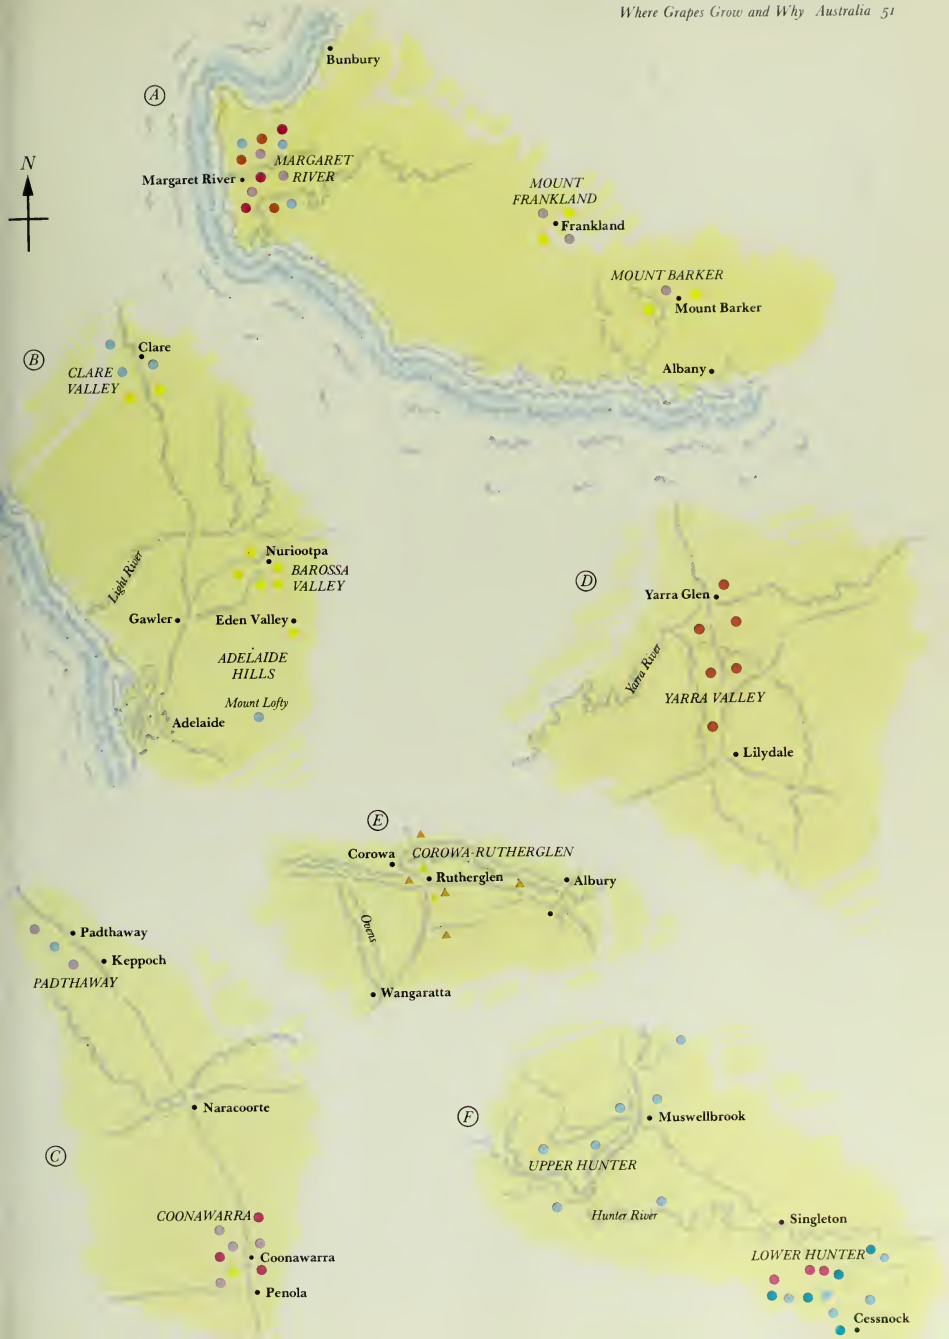 Where Grapes Grow and Why Australia 51
Bunbury
A
N
MARGARET
RIVER
Margaret River
MOUNT
FRANKLAND
Frankland
MOUNT BARKER
Mount Barker
Albany
B
Clare
CLARE
VALLEY
Nuriootpa
BAROSSA
VALLEY
Light River
Gawler
Eden Valley
ADELAIDE
HILLS
Mount Lofty
Adelaide
D
Yarra Glen
Yarra River
YARRA VALLEY
Lilydale
E
Corowa
COROWA-RUTHERGLEN
Rutherglen
Albury
Ovens
Wangaratta
Padthaway
Keppoch
PADTHAWAY
Naracoorte
C
COONAWARRA
Coonawarra
Penola
F
Muswellbrook
UPPER HUNTER
Hunter River
Singleton
LOWER HUNTER
Cessnock